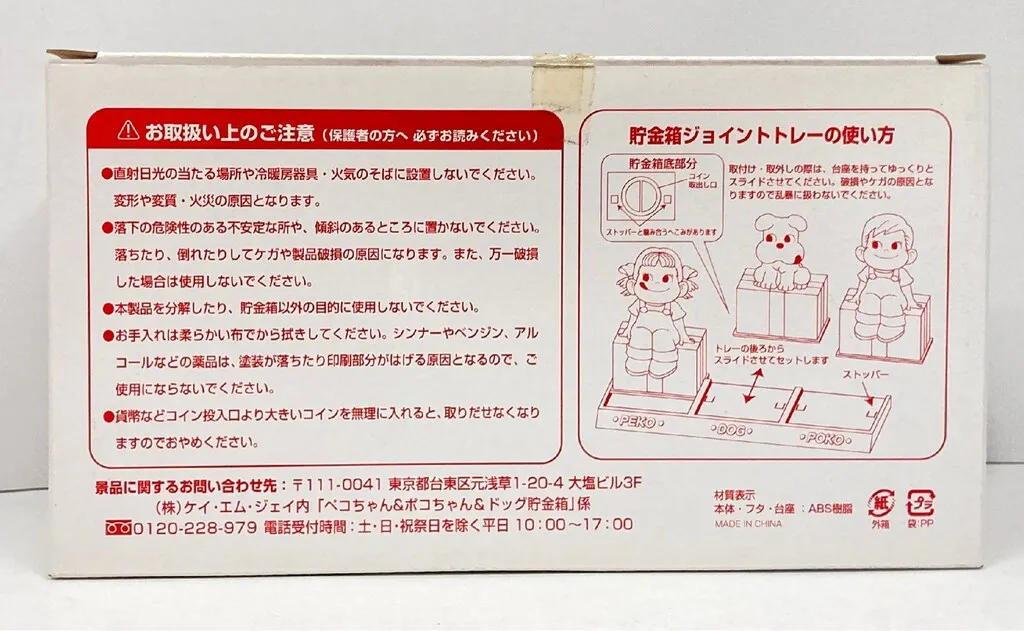 お取扱い上のご注意(保護者の方へ 必ずお読みください)
●直射日光の当たる場所や冷暖房器具・火気のそばに設置しないでください。
変形や変質・火災の原因となります。
●落下の危険性のある不安定な所や、傾斜のあるところに置かないでください。
落ちたり、倒れたりしてケガや製品破損の原因になります。また、万一破損
した場合は使用しないでください。
●本製品を分解したり、貯金箱以外の目的に使用しないでください。
●お手入れは柔らかい布でから拭きしてください。シンナーやベンジン、アル
コールなどの薬品は、塗装が落ちたり印刷部分がはげる原因となるので、ご
使用にならないでください。
●貨幣などコイン投入口より大きいコインを無理に入れると、取りだせなくなり
ますのでおやめください。
貯金箱ジョイントトレーの使い方
貯金箱底部分
コイン
取出し口
ストッパーと噛み合うへこみがあります
取付け・取外しの際は、台座を持ってゆっくりと
スライドさせてください。破損やケガの原因とな
りますので乱暴に扱わないでください。
トレーの後ろから
スライドさせてセットします
ストッパー
•PEKO•
•DOG•
•POKO•
景品に関するお問い合わせ先:〒111-0041 東京都台東区元浅草1-20-4 大塩ビル3F
(株)ケイ・エム・ジェイ内「ペコちゃん&ポコちゃん&ドッグ貯金箱」係
0120-228-979 電話受付時間:土・日・祝祭日を除く平日 10:00〜17:00
材質表示
本体・フタ・台座:ABS樹脂
MADE IN CHINA
紙
外箱
プラ
袋:PP